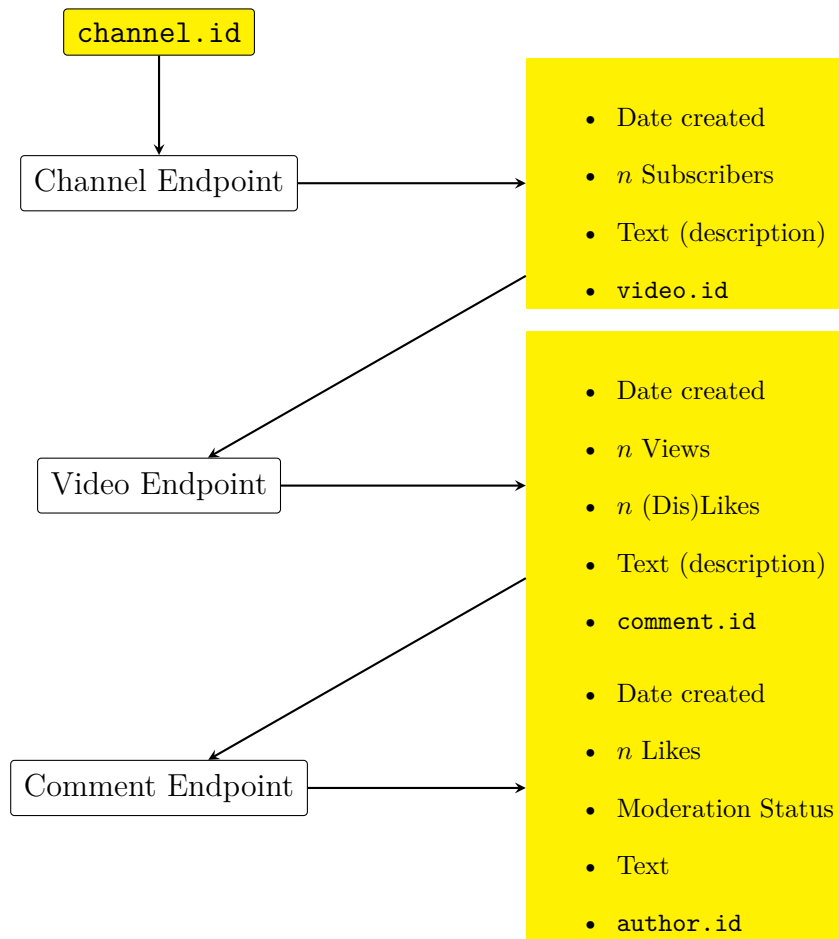 channel.id
Channel Endpoint
• Date created
• n Subscribers
• Text (description)
• video.id
Video Endpoint
• Date created
• n Views
• n (Dis)Likes
• Text (description)
• comment.id
Comment Endpoint
• Date created
• n Likes
• Moderation Status
• Text
• author.id